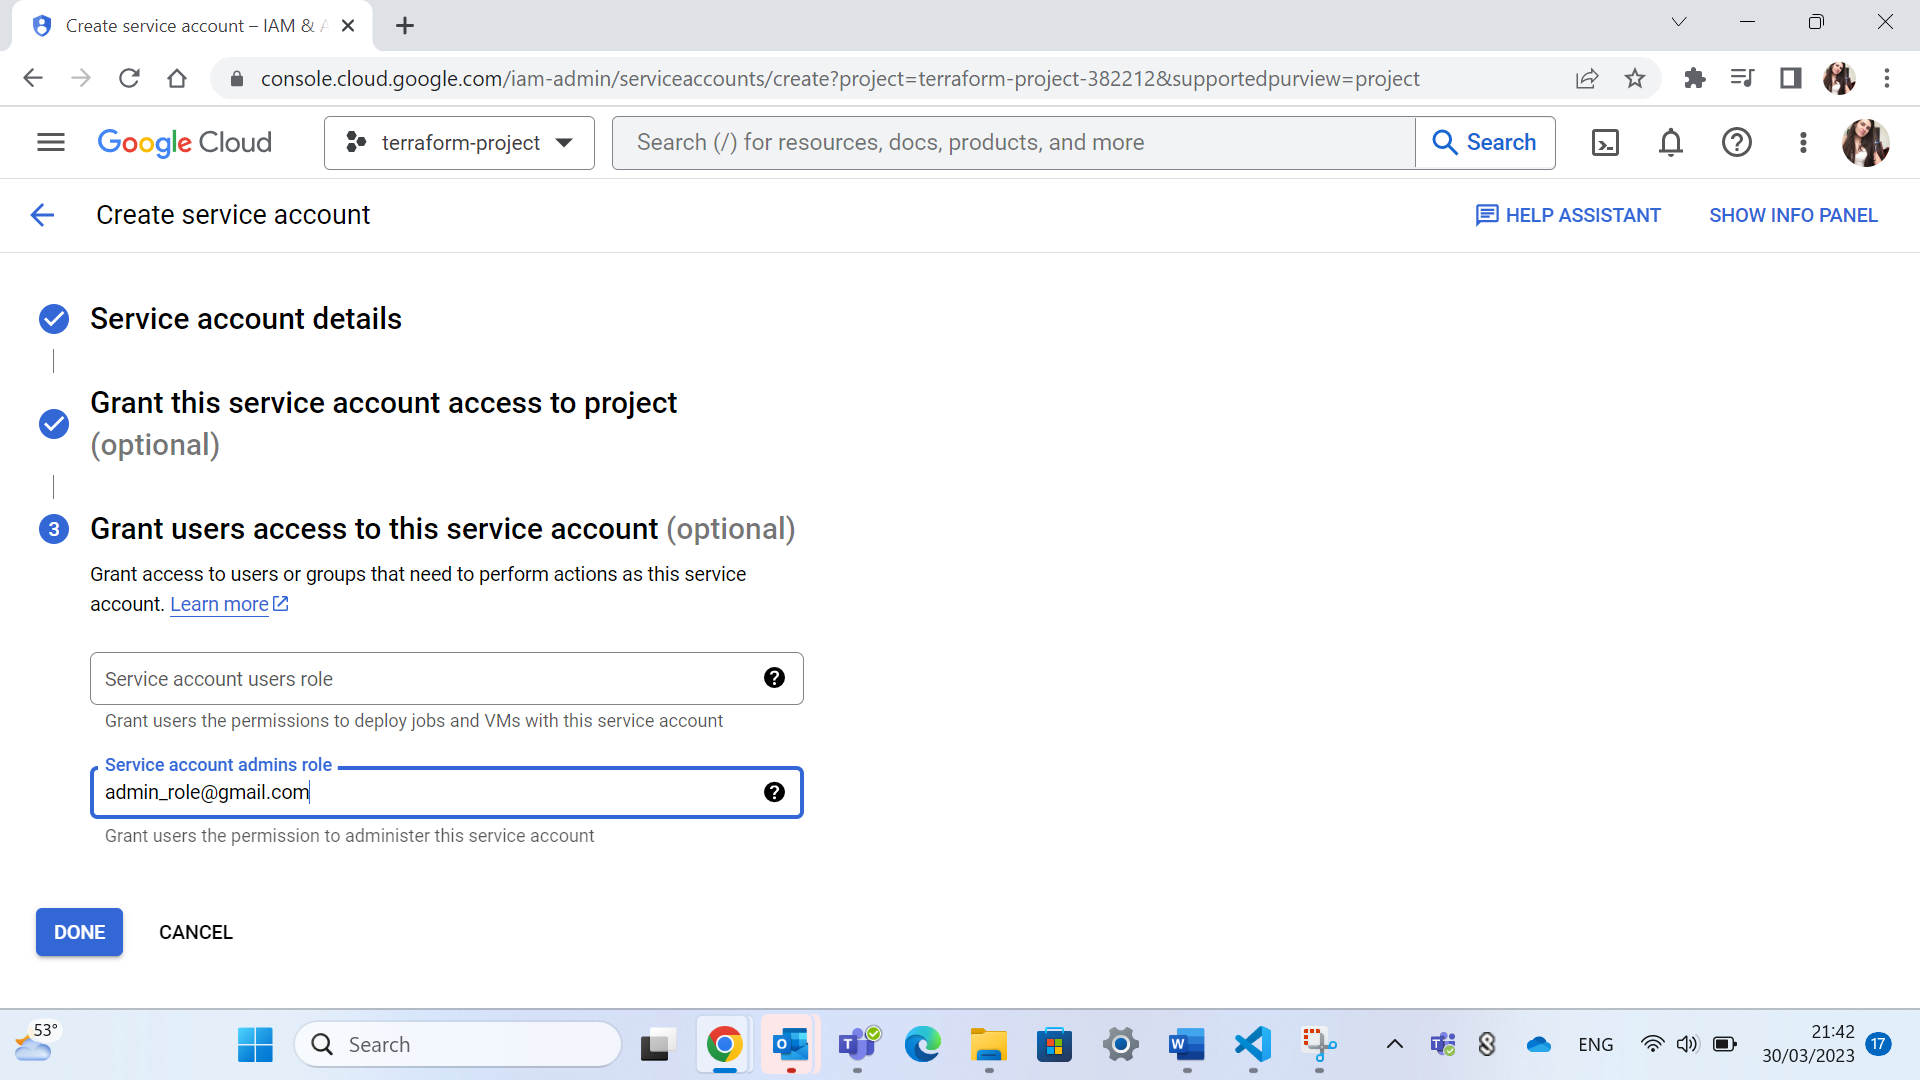 Create service account – IAM & A
console.cloud.google.com/iam-admin/serviceaccounts/create?project=terraform-project-382212&supportedpurview=project
Google Cloud
terraform-project
Search (/) for resources, docs, products, and more
Search
Create service account
HELP ASSISTANT
SHOW INFO PANEL
Service account details
Grant this service account access to project
(optional)
3
Grant users access to this service account (optional)
Grant access to users or groups that need to perform actions as this service
account. Learn more
Service account users role
Grant users the permissions to deploy jobs and VMs with this service account
Service account admins role
admin_role@gmail.com
Grant users the permission to administer this service account
DONE
CANCEL
53°
Search
ENG
21:42
30/03/2023
17